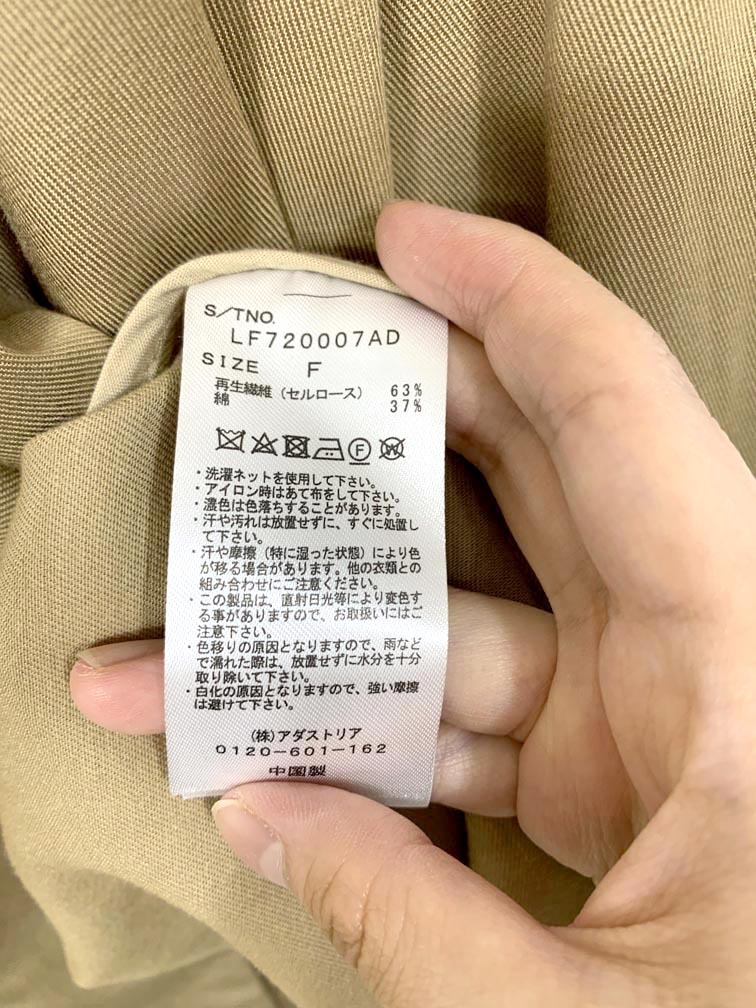 S/TNO.
LF720007AD
SIZE F
再生繊維（セルロース） 63%
綿 37%
F
W
・洗濯ネットを使用して下さい。
・アイロン時はあて布をして下さい。
・濃色は色落ちすることがあります。
・汗や汚れは放置せずに、すぐに処置し
て下さい。
・汗や摩擦（特に湿った状態）により色
が移る場合があります。他の衣類との
組み合わせにご注意ください。
・この製品は、直射日光等により変色す
る事がありますので、お取扱いにはご
注意下さい。
・色移りの原因となりますので、雨など
で濡れた際は、放置せずに水分を十分
取り除いて下さい。
・白化の原因となりますので、強い摩擦
は避けて下さい。
（株）アダストリア
0120-601-162